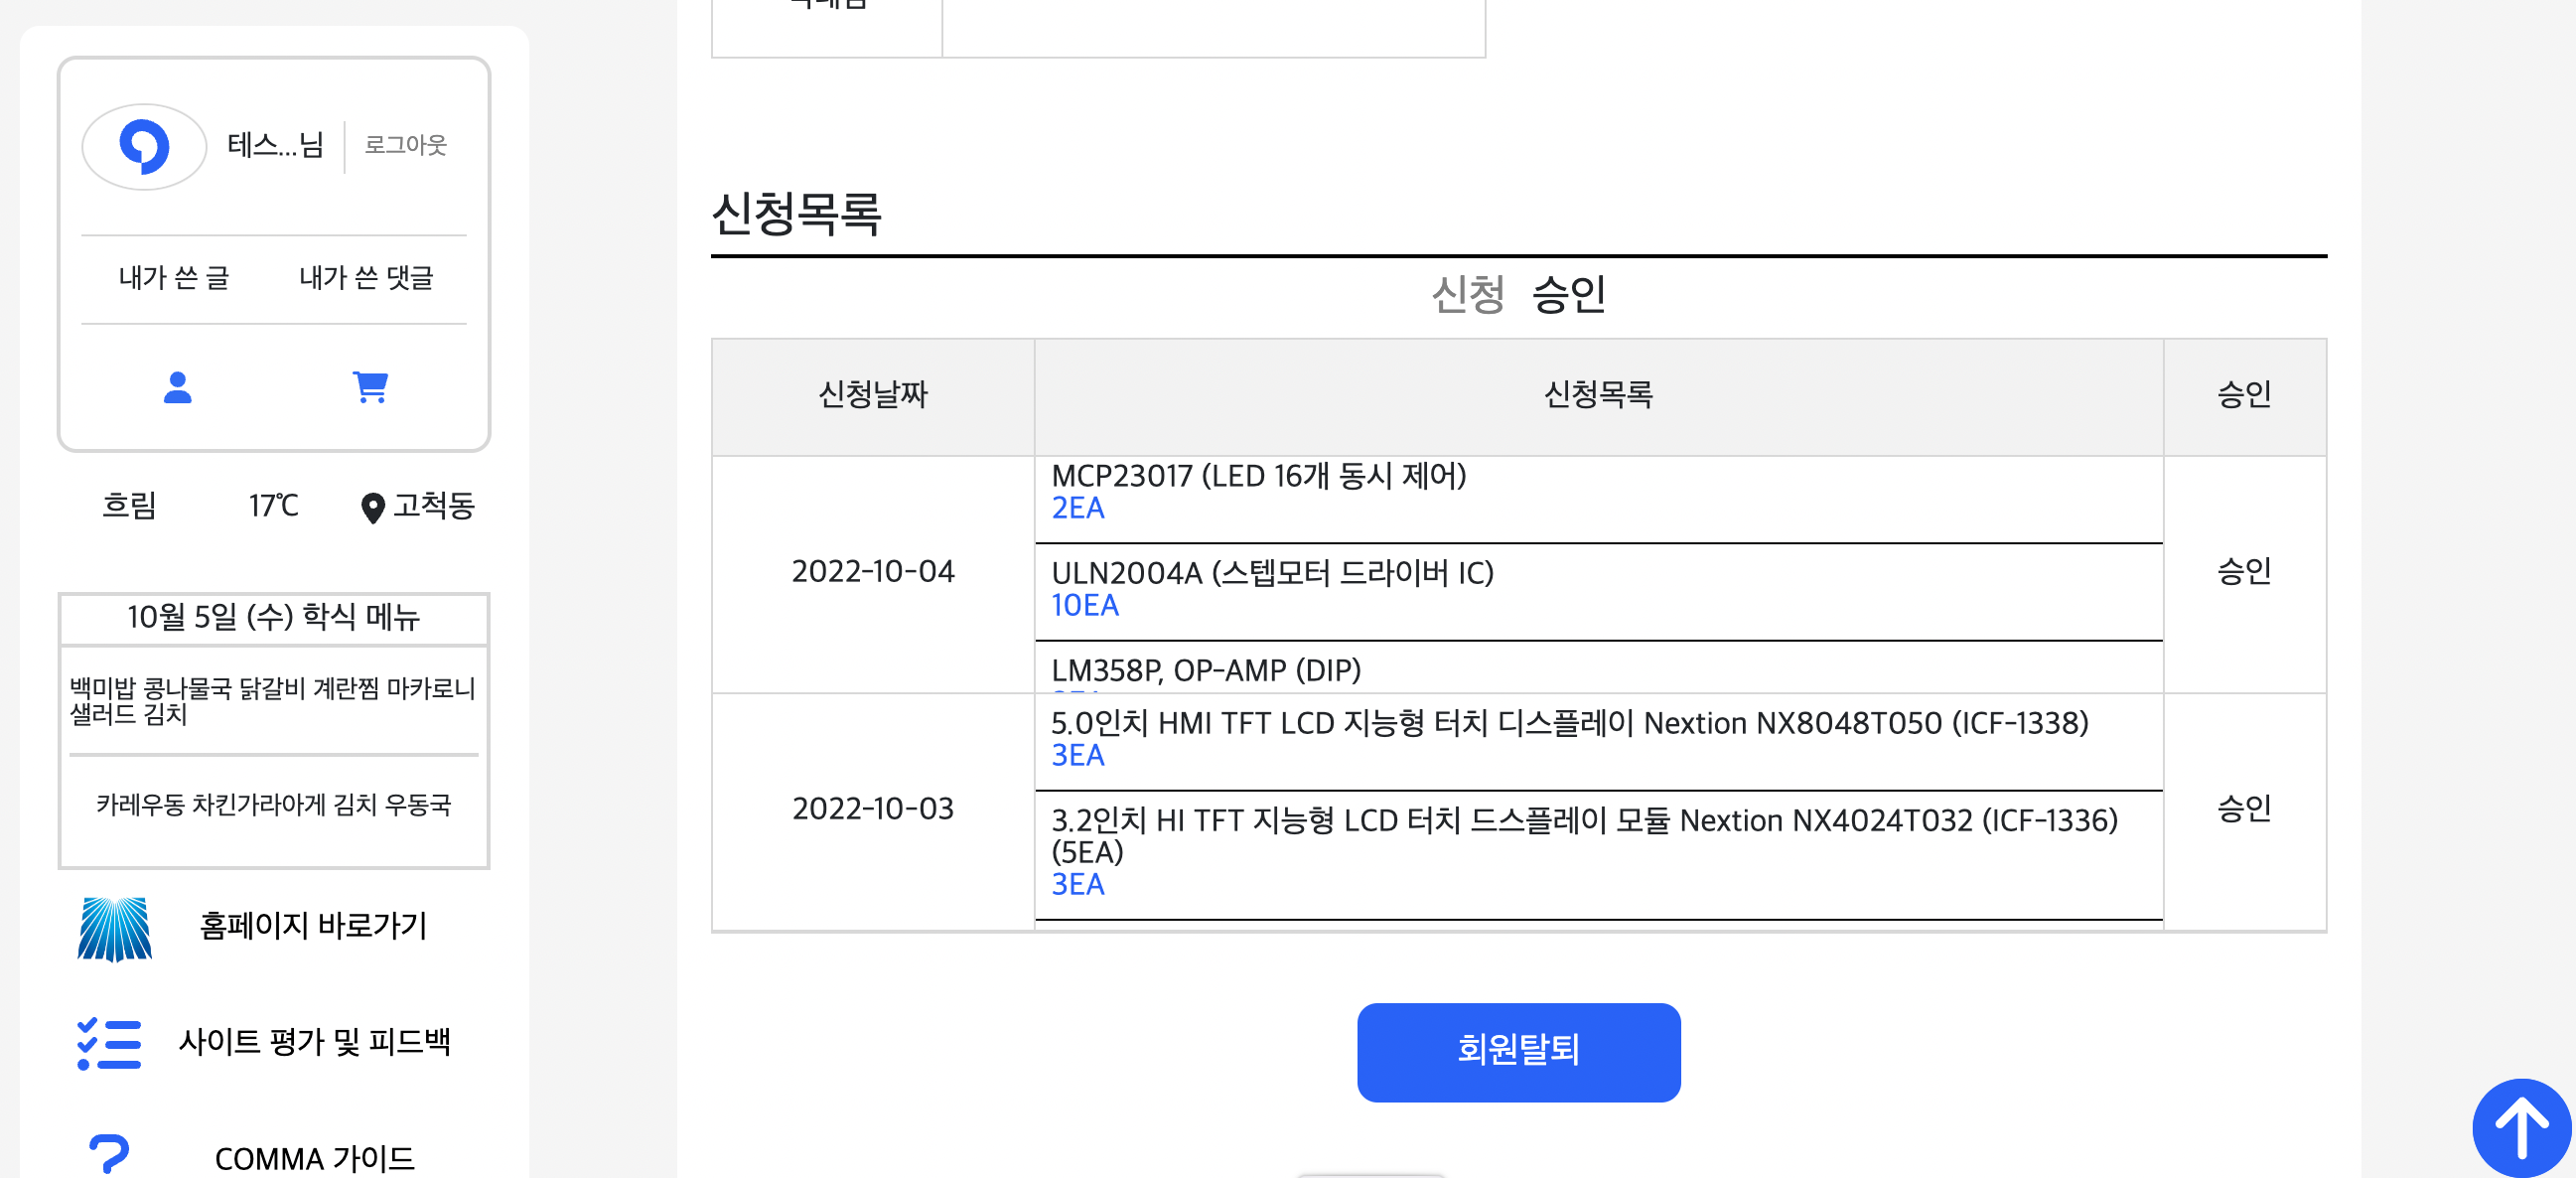 테스...님
로그아웃
내가 쓴 글
내가 쓴 댓글
흐림
17℃
고척동
10월 5일 (수) 학식 메뉴
백미밥 콩나물국 닭갈비 계란찜 마카로니
샐러드 김치
카레우동 차킨가라아게 김치 우동국
홈페이지 바로가기
사이트 평가 및 피드백
COMMA 가이드
신청목록
신청 승인
신청날짜
신청목록
승인
2022-10-04
MCP23017 (LED 16개 동시 제어)
2EA
ULN2004A (스텝모터 드라이버 IC)
10EA
LM358P, OP-AMP (DIP)
승인
2022-10-03
5.0인치 HMI TFT LCD 지능형 터치 디스플레이 Nextion NX8048T050 (ICF-1338)
3EA
3.2인치 HI TFT 지능형 LCD 터치 드스플레이 모듈 Nextion NX4024T032 (ICF-1336)
(5EA)
3EA
승인
회원탈퇴